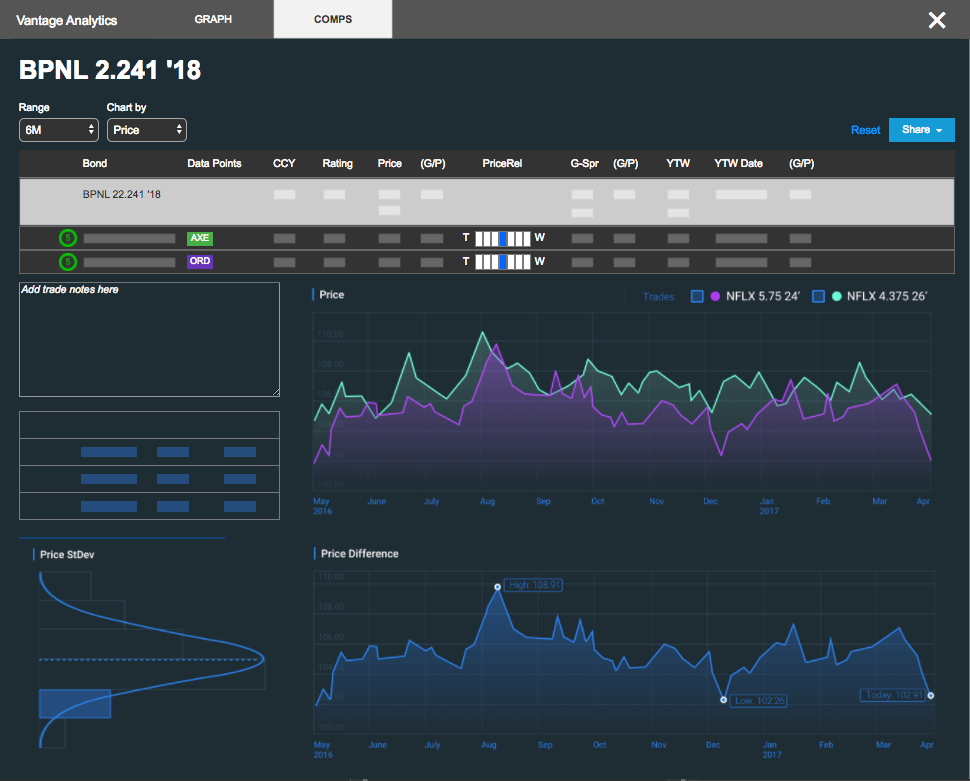 Vantage Analytics GRAPH COMPS
BPNL 2.241 '18
Range Chart by
6M Price Reset Share
Bond Data Points CCY Rating Price (G/P) PriceRel G-Spr (G/P) YTW YTW Date (G/P)
BPNL 22.241 '18
S AXE T W
S ORD T W
Add trade notes here
Price Trades: NFLX 5.75 24' NFLX 4.375 26'
110.00
108.00
100.00
May June July Aug Sep Oct Nov Dec Jan Feb Mar Apr
2016 2017
Price StDev
Price Difference
110.00
High: 108.91
108.00
106.00
104.00
Low: 102.26 Today: 102.91
100.00
May June July Aug Sep Oct Nov Dec Jan Feb Mar Apr
2016 2017